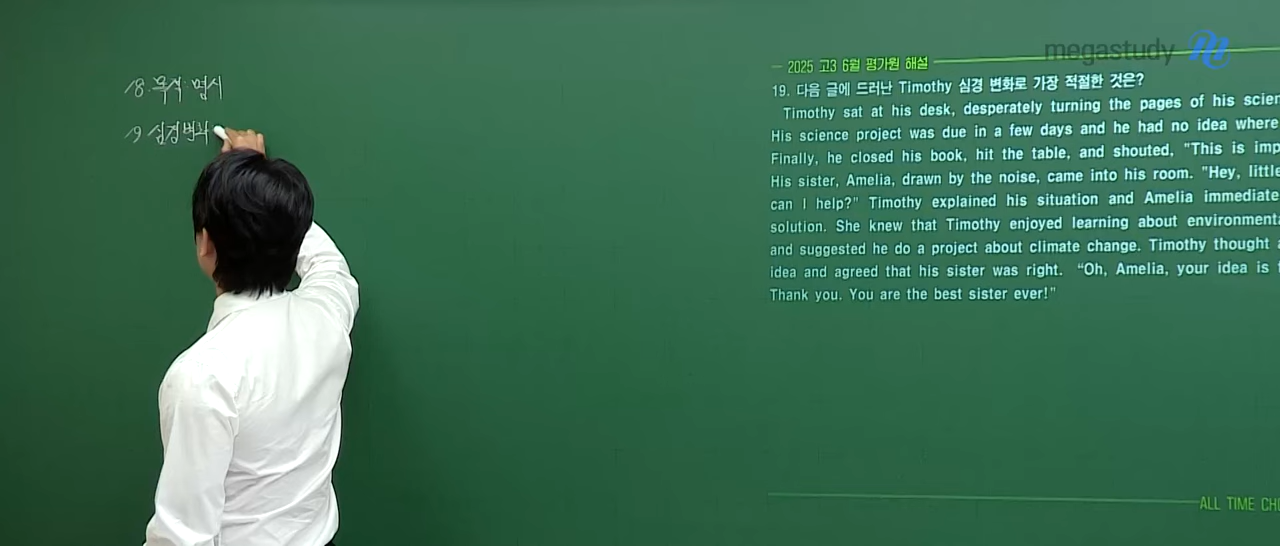 18. 목적: 명시
19 심경변화
megastudy
2025 고3 6월 평가원 해설
19. 다음 글에 드러난 Timothy 심경 변화로 가장 적절한 것은?
Timothy sat at his desk, desperately turning the pages of his scien
His science project was due in a few days and he had no idea where
Finally, he closed his book, hit the table, and shouted, "This is imp
His sister, Amelia, drawn by the noise, came into his room. "Hey, little
can I help?" Timothy explained his situation and Amelia immediate
solution. She knew that Timothy enjoyed learning about environment
and suggested he do a project about climate change. Timothy thought a
idea and agreed that his sister was right. “Oh, Amelia, your idea is f
Thank you. You are the best sister ever!"
ALL TIME CHO